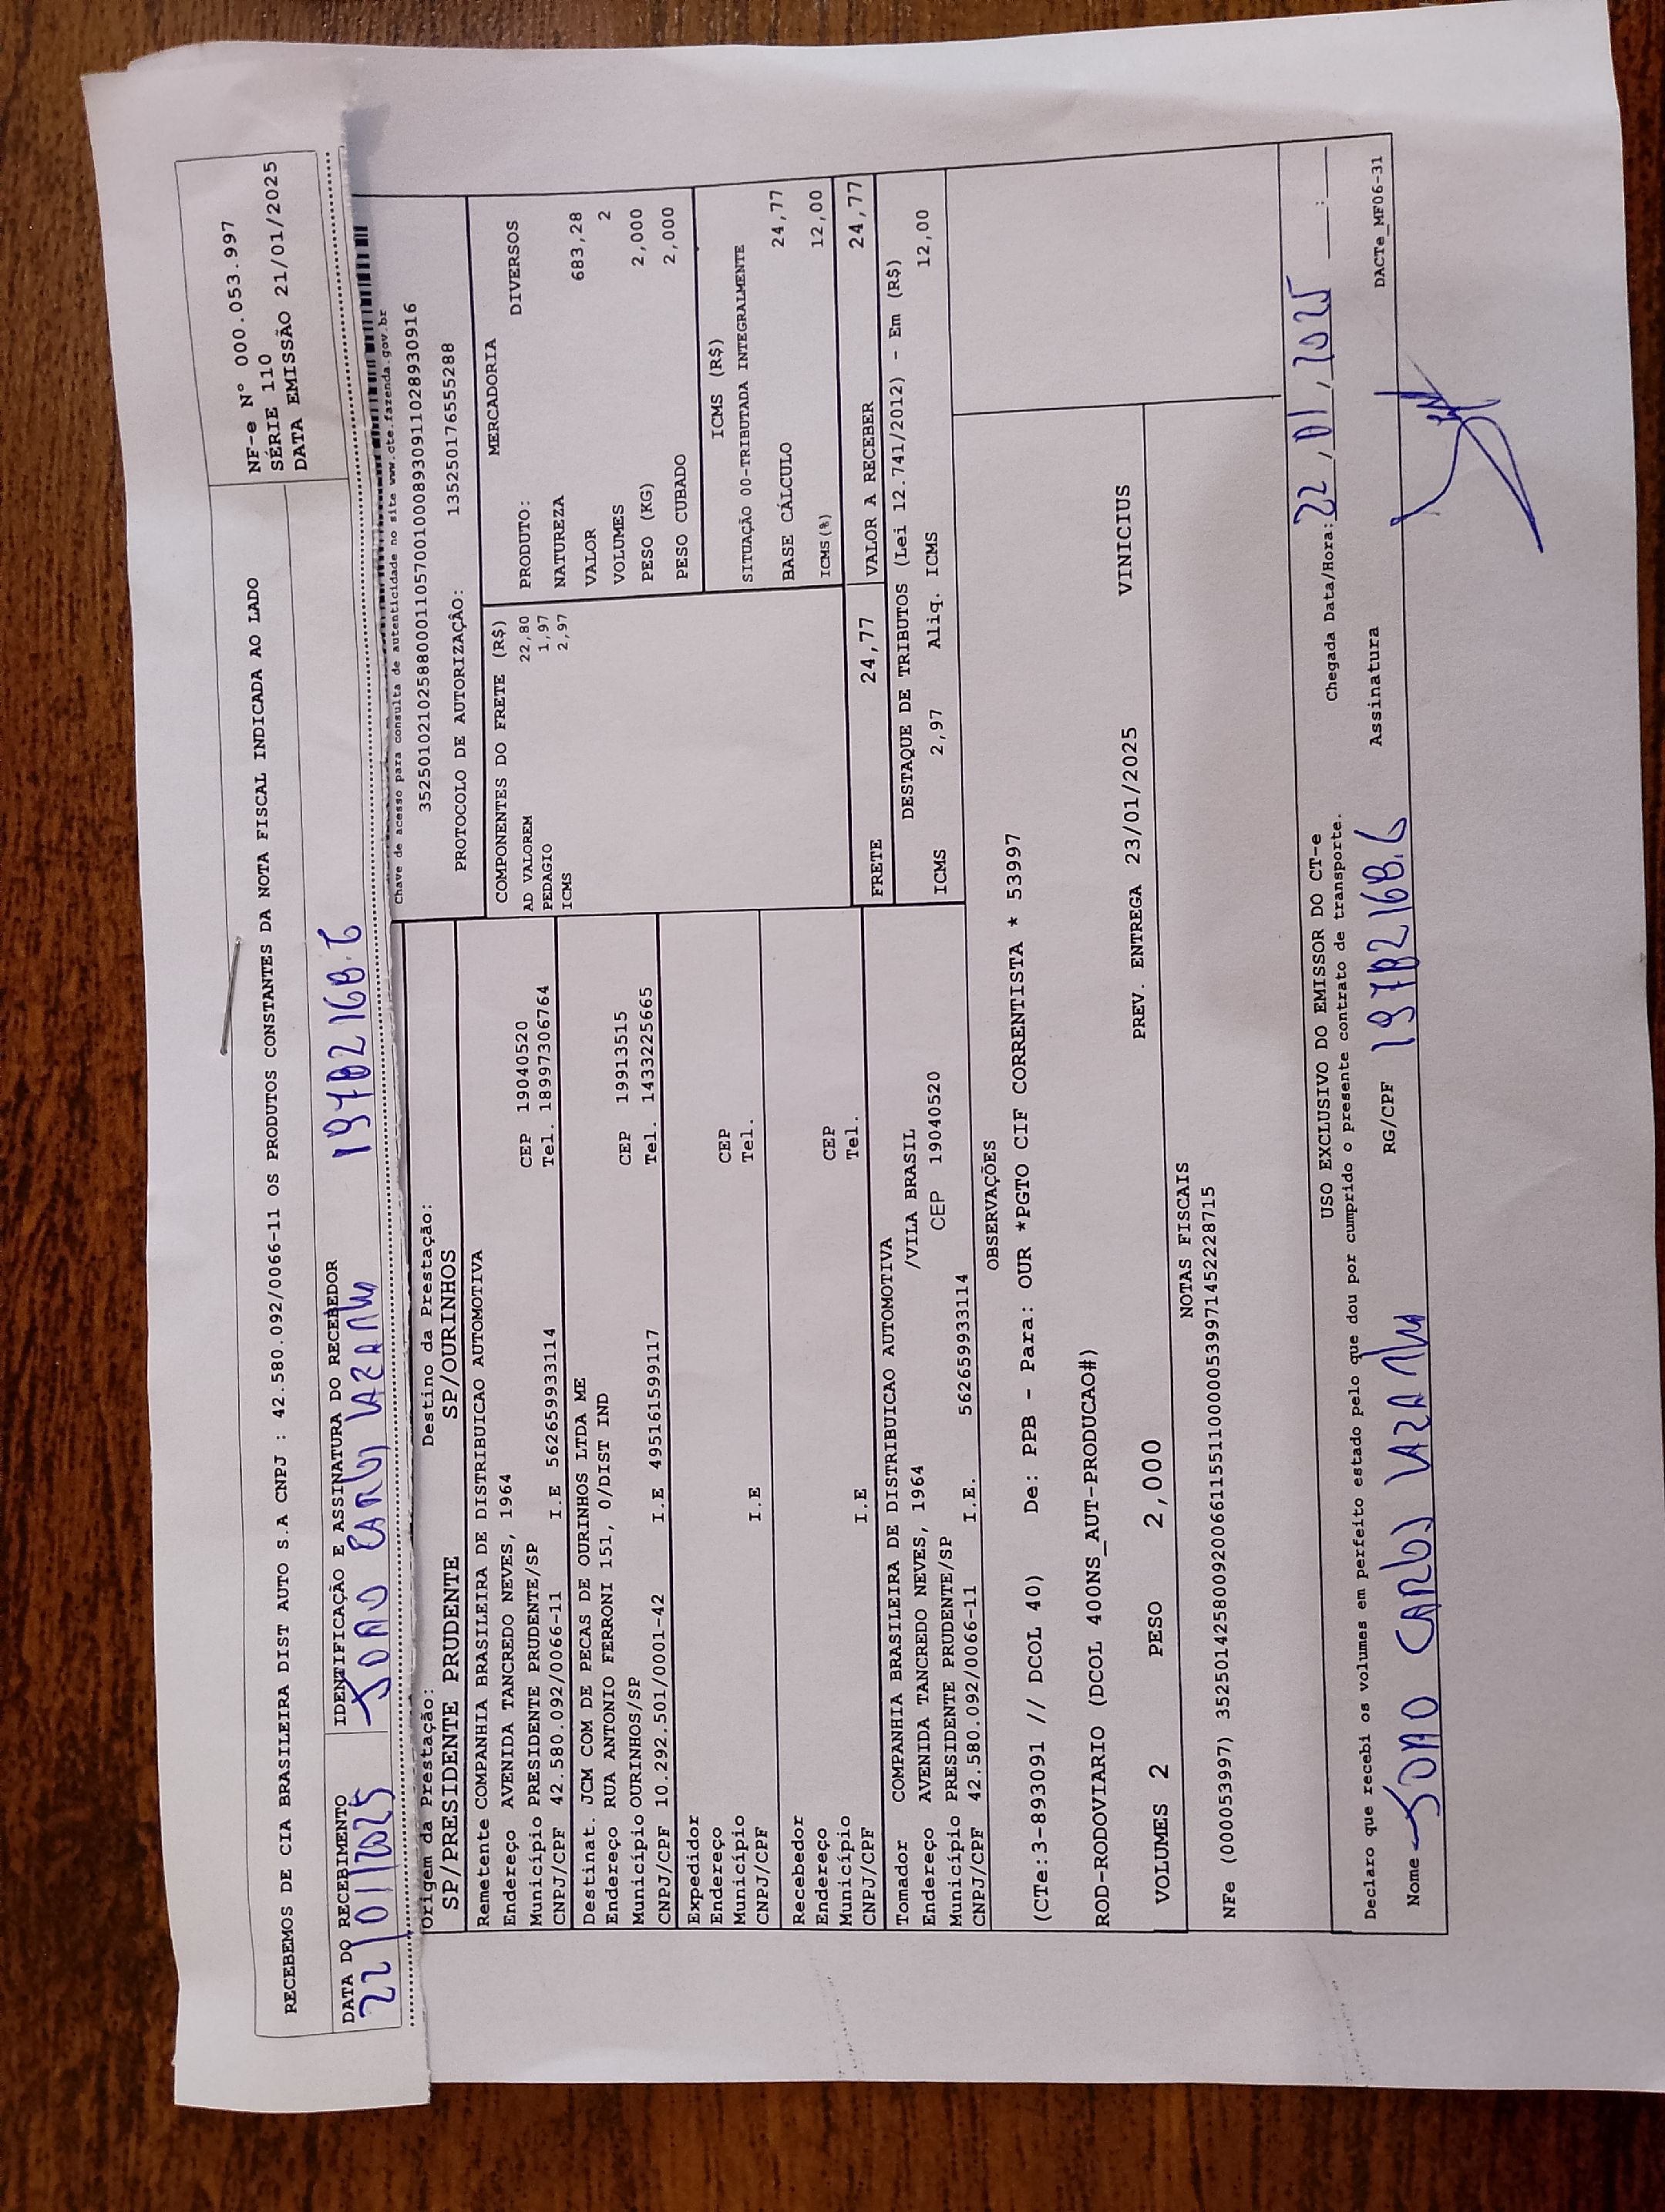 RECEBEMOS DE CIA BRASILEIRA DIST AUTO S.A CNPJ : 42.580.092/0066-11 OS PRODUTOS CONSTANTES DA NOTA FISCAL INDICADA AO LADO
NF-e N° 000.053.997
SÉRIE 110
DATA EMISSÃO 21/01/2025
DATA DO RECEBIMENTO
22/01/2025
IDENTIFICAÇÃO E ASSINATURA DO RECEBEDOR
JOAO CARLOS 19782168.6
Chave de acesso para consulta de autenticidade no site www.cte.fazenda.gov.br
35250102102588000110570010008930911028930916
PROTOCOLO DE AUTORIZAÇÃO: 135250176555288
Origem da Prestação: Destino da Prestação:
SP/PRESIDENTE PRUDENTE SP/OURINHOS
Remetente COMPANHIA BRASILEIRA DE DISTRIBUICAO AUTOMOTIVA
Endereço AVENIDA TANCREDO NEVES, 1964 CEP 19040520
Município PRESIDENTE PRUDENTE/SP Tel. 18997306764
CNPJ/CPF 42.580.092/0066-11 I.E 562659933114
Destinat. JCM COM DE PECAS DE OURINHOS LTDA ME
Endereço RUA ANTONIO FERRONI 151, 0/DIST IND CEP 19913515
Município OURINHOS/SP Tel. 1433225665
CNPJ/CPF 10.292.501/0001-42 I.E 495161599117
Expedidor
Endereço CEP
Município Tel.
CNPJ/CPF I.E
Recebedor
Endereço CEP
Município Tel.
CNPJ/CPF I.E
Tomador COMPANHIA BRASILEIRA DE DISTRIBUICAO AUTOMOTIVA
Endereço AVENIDA TANCREDO NEVES, 1964 /VILA BRASIL
Município PRESIDENTE PRUDENTE/SP CEP 19040520
CNPJ/CPF 42.580.092/0066-11 I.E. 562659933114
COMPONENTES DO FRETE (R$)
AD VALOREM 22,80
PEDAGIO 1,97
ICMS 2,97
MERCADORIA
PRODUTO: DIVERSOS
NATUREZA
VALOR 683,28
VOLUMES 2
PESO (KG) 2,000
PESO CUBADO 2,000
ICMS (R$)
SITUAÇÃO 00-TRIBUTADA INTEGRALMENTE
BASE CÁLCULO 24,77
ICMS(%) 12,00
FRETE 24,77 VALOR A RECEBER 24,77
DESTAQUE DE TRIBUTOS (Lei 12.741/2012) - Em (R$)
ICMS 2,97 Aliq. ICMS 12,00
OBSERVAÇÕES
(CTe:3-893091 // DCOL 40) De: PPB - Para: OUR *PGTO CIF CORRENTISTA * 53997
ROD-RODOVIARIO (DCOL 400NS_AUT-PRODUCAO#)
VOLUMES 2 PESO 2,000 PREV. ENTREGA 23/01/2025 VINICIUS
NOTAS FISCAIS
NFe (000053997) 35250142580092006611551100000539971452228715
USO EXCLUSIVO DO EMISSOR DO CT-e
Declaro que recebi os volumes em perfeito estado pelo que dou por cumprido o presente contrato de transporte.
Chegada Data/Hora: 22/01/2025 __:__
Nome JOAO CARLOS RG/CPF 19782168.6 Assinatura
DACTe_MF06-31